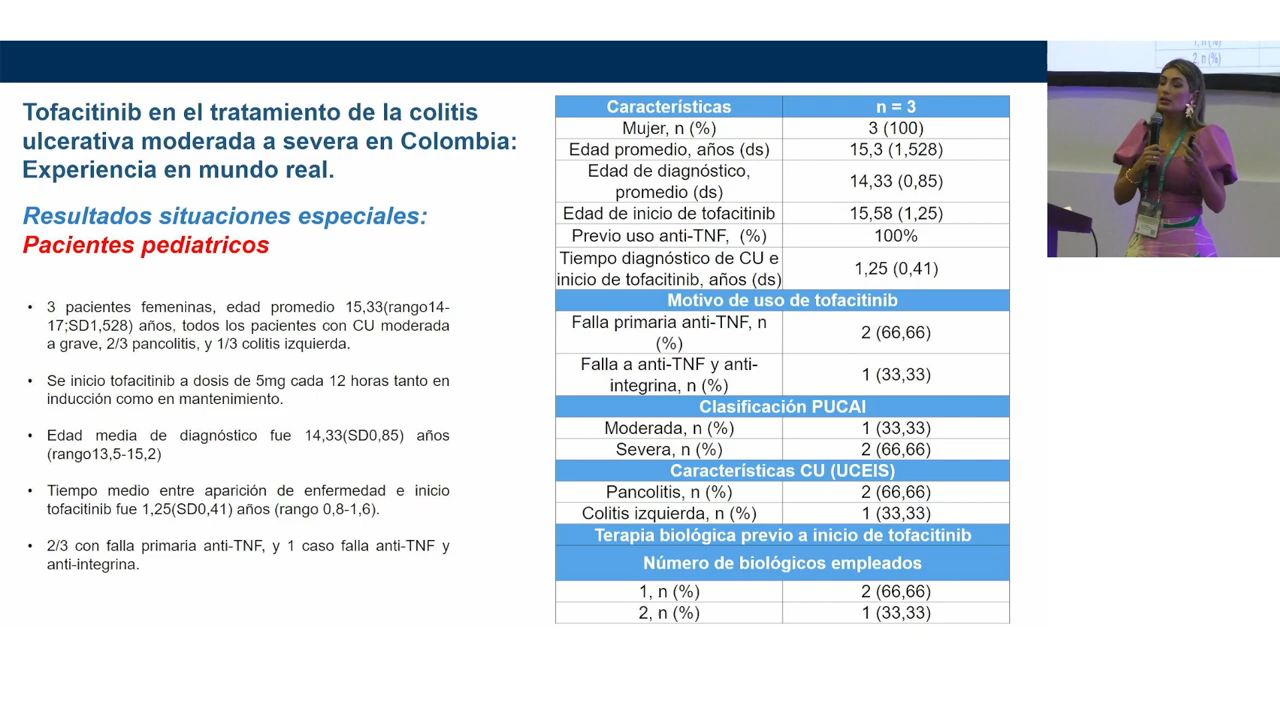 Tofacitinib en el tratamiento de la colitis
ulcerativa moderada a severa en Colombia:
Experiencia en mundo real.
Resultados situaciones especiales:
Pacientes pediatricos
• 3 pacientes femeninas, edad promedio 15,33(rango14-
17;SD1,528) años, todos los pacientes con CU moderada
a grave, 2/3 pancolitis, y 1/3 colitis izquierda.
• Se inicio tofacitinib a dosis de 5mg cada 12 horas tanto en
inducción como en mantenimiento.
• Edad media de diagnóstico fue 14,33(SD0,85) años
(rango13,5-15,2)
• Tiempo medio entre aparición de enfermedad e inicio
tofacitinib fue 1,25(SD0,41) años (rango 0,8-1,6).
• 2/3 con falla primaria anti-TNF, y 1 caso falla anti-TNF y
anti-integrina.
Características n = 3
Mujer, n (%) 3 (100)
Edad promedio, años (ds) 15,3 (1,528)
Edad de diagnóstico,
promedio (ds) 14,33 (0,85)
Edad de inicio de tofacitinib 15,58 (1,25)
Previo uso anti-TNF, (%) 100%
Tiempo diagnóstico de CU e
inicio de tofacitinib, años (ds) 1,25 (0,41)
Motivo de uso de tofacitinib
Falla primaria anti-TNF, n
(%) 2 (66,66)
Falla a anti-TNF y anti-
integrina, n (%) 1 (33,33)
Clasificación PUCAI
Moderada, n (%) 1 (33,33)
Severa, n (%) 2 (66,66)
Características CU (UCEIS)
Pancolitis, n (%) 2 (66,66)
Colitis izquierda, n (%) 1 (33,33)
Terapia biológica previo a inicio de tofacitinib
Número de biológicos empleados
1, n (%) 2 (66,66)
2, n (%) 1 (33,33)
2, n (%)